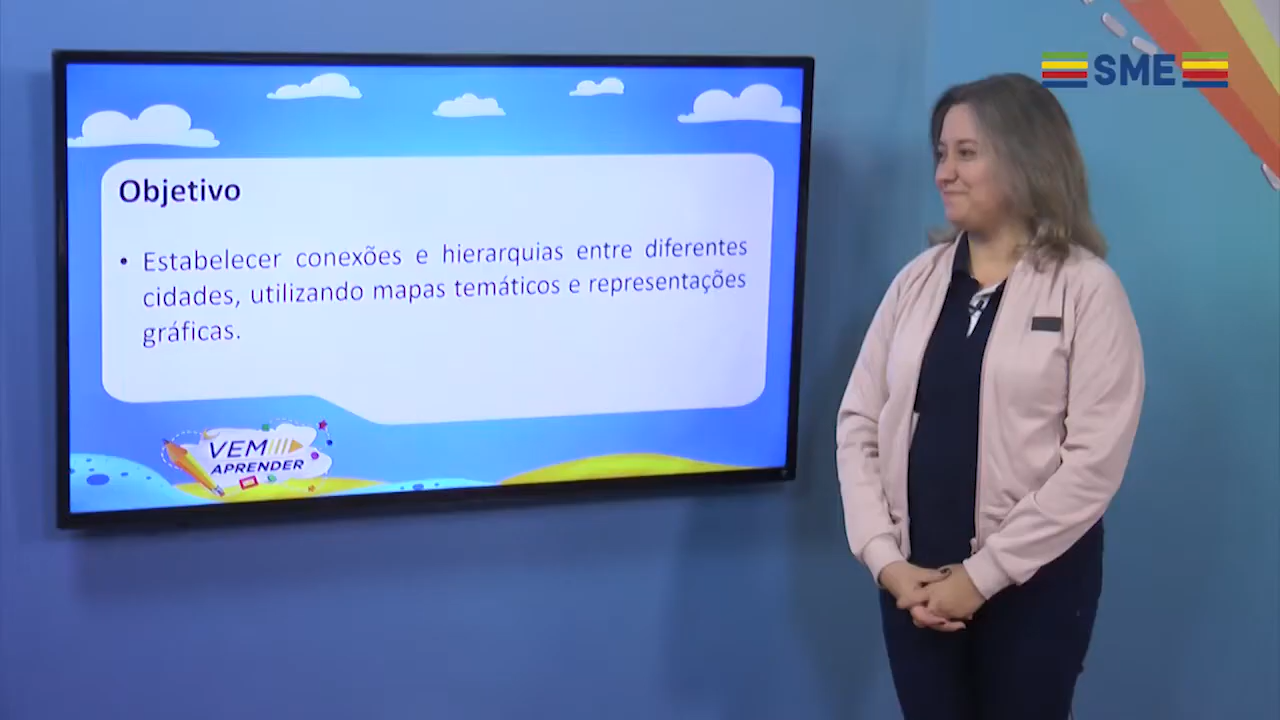 SME
Objetivo
• Estabelecer conexões e hierarquias entre diferentes
cidades, utilizando mapas temáticos e representações
gráficas.
VEM
APRENDER